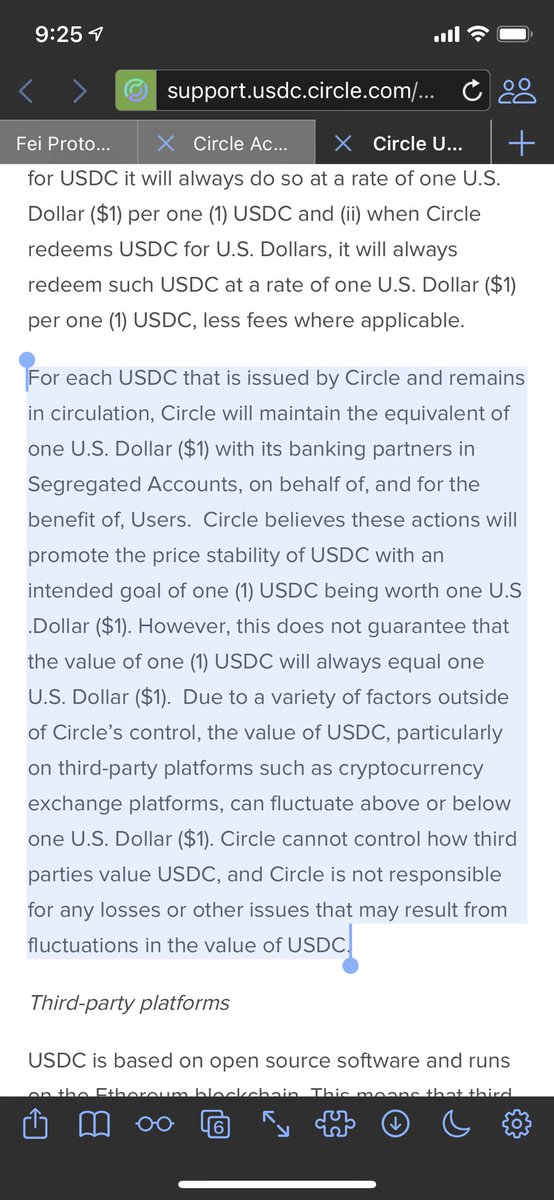 9:25
support.usdc.circle.com/...
Fei Proto...
Circle Ac...
Circle U...
for USDC it will always do so at a rate of one U.S.
Dollar ($1) per one (1) USDC and (ii) when Circle
redeems USDC for U.S. Dollars, it will always
redeem such USDC at a rate of one U.S. Dollar ($1)
per one (1) USDC, less fees where applicable.
For each USDC that is issued by Circle and remains
in circulation, Circle will maintain the equivalent of
one U.S. Dollar ($1) with its banking partners in
Segregated Accounts, on behalf of, and for the
benefit of, Users.  Circle believes these actions will
promote the price stability of USDC with an
intended goal of one (1) USDC being worth one U.S
.Dollar ($1). However, this does not guarantee that
the value of one (1) USDC will always equal one
U.S. Dollar ($1).  Due to a variety of factors outside
of Circle’s control, the value of USDC, particularly
on third-party platforms such as cryptocurrency
exchange platforms, can fluctuate above or below
one U.S. Dollar ($1). Circle cannot control how third
parties value USDC, and Circle is not responsible
for any losses or other issues that may result from
fluctuations in the value of USDC.
Third-party platforms
USDC is based on open source software and runs
on the Ethereum blockchain. This means that third
6